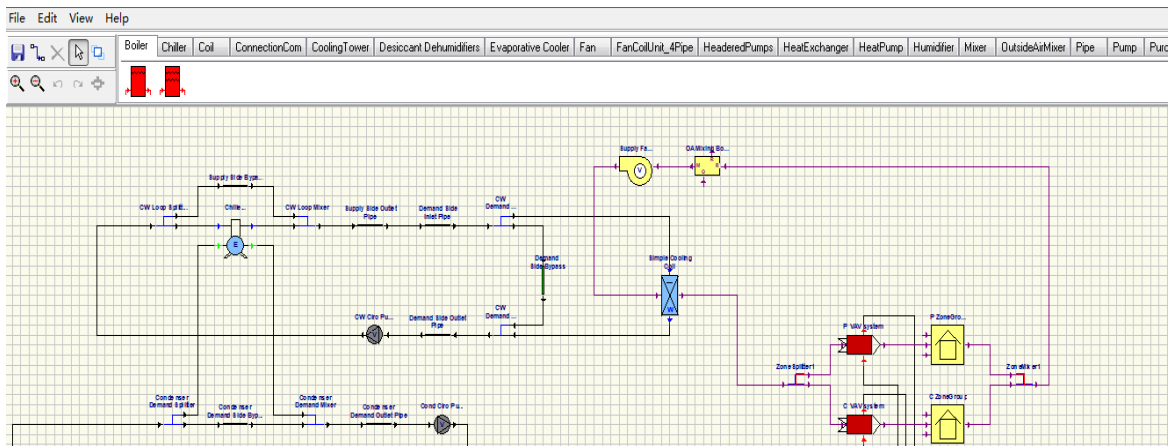 File Edit View Help
Boiler Chiller Coil ConnectionCom CoolingTower Desiccant Dehumidifiers Evaporative Cooler Fan FanCoilUnit_4Pipe HeaderedPumps HeatExchanger HeatPump Humidifier Mixer OutsideAirMixer Pipe Pump Purc
Supply Fa...
OA Mixing Bo...
Supply Side Bype...
CW Loop Splitt...
Chille...
CW Loop Mixer
Supply Side Outlet
Pipe
Demand Side
Inlet Pipe
CW
Demand ...
E
V
Demand
Side Bypass
Simple Cooling
Coil
W
CW Circ Pu...
Demand Side Outlet
Pipe
CW
Demand ...
P VAV system
P ZoneGro...
ZoneSplitter1
ZoneMixer1
Condenser
Demand Splitter
Condenser
Demand Side Byp...
Condenser
Demand Mixer
Condenser
Demand Outlet Pipe
Cond Circ Pu...
C VAV system
C ZoneGroup